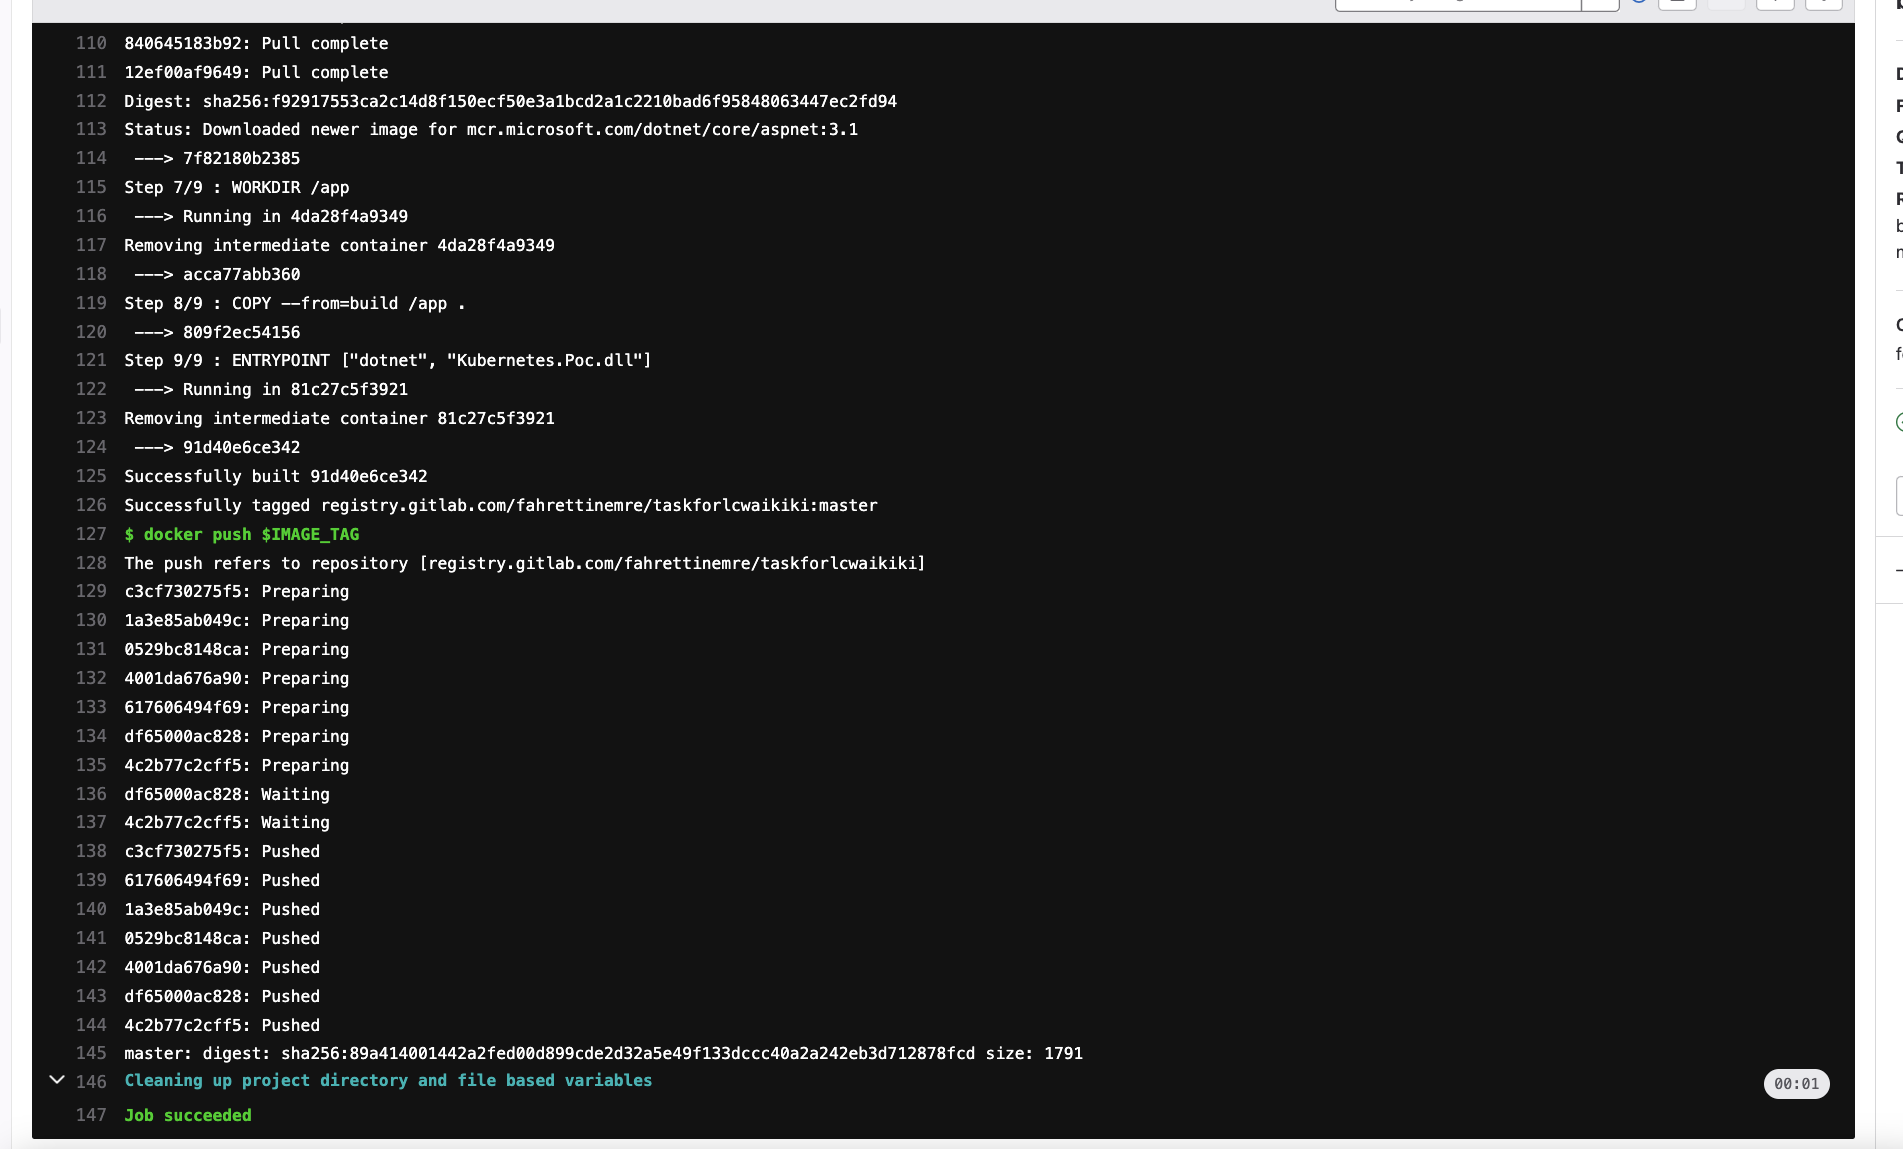 110 840645183b92: Pull complete
111 12ef00af9649: Pull complete
112 Digest: sha256:f92917553ca2c14d8f150ecf50e3a1bcd2a1c2210bad6f95848063447ec2fd94
113 Status: Downloaded newer image for mcr.microsoft.com/dotnet/core/aspnet:3.1
114 ---> 7f82180b2385
115 Step 7/9 : WORKDIR /app
116 ---> Running in 4da28f4a9349
117 Removing intermediate container 4da28f4a9349
118 ---> acca77abb360
119 Step 8/9 : COPY --from=build /app .
120 ---> 809f2ec54156
121 Step 9/9 : ENTRYPOINT ["dotnet", "Kubernetes.Poc.dll"]
122 ---> Running in 81c27c5f3921
123 Removing intermediate container 81c27c5f3921
124 ---> 91d40e6ce342
125 Successfully built 91d40e6ce342
126 Successfully tagged registry.gitlab.com/fahrettinemre/taskforlcwaikiki:master
127 $ docker push $IMAGE_TAG
128 The push refers to repository [registry.gitlab.com/fahrettinemre/taskforlcwaikiki]
129 c3cf730275f5: Preparing
130 1a3e85ab049c: Preparing
131 0529bc8148ca: Preparing
132 4001da676a90: Preparing
133 617606494f69: Preparing
134 df65000ac828: Preparing
135 4c2b77c2cff5: Preparing
136 df65000ac828: Waiting
137 4c2b77c2cff5: Waiting
138 c3cf730275f5: Pushed
139 617606494f69: Pushed
140 1a3e85ab049c: Pushed
141 0529bc8148ca: Pushed
142 4001da676a90: Pushed
143 df65000ac828: Pushed
144 4c2b77c2cff5: Pushed
145 master: digest: sha256:89a414001442a2fed00d899cde2d32a5e49f133dccc40a2a242eb3d712878fcd size: 1791
146 Cleaning up project directory and file based variables 00:01
147 Job succeeded